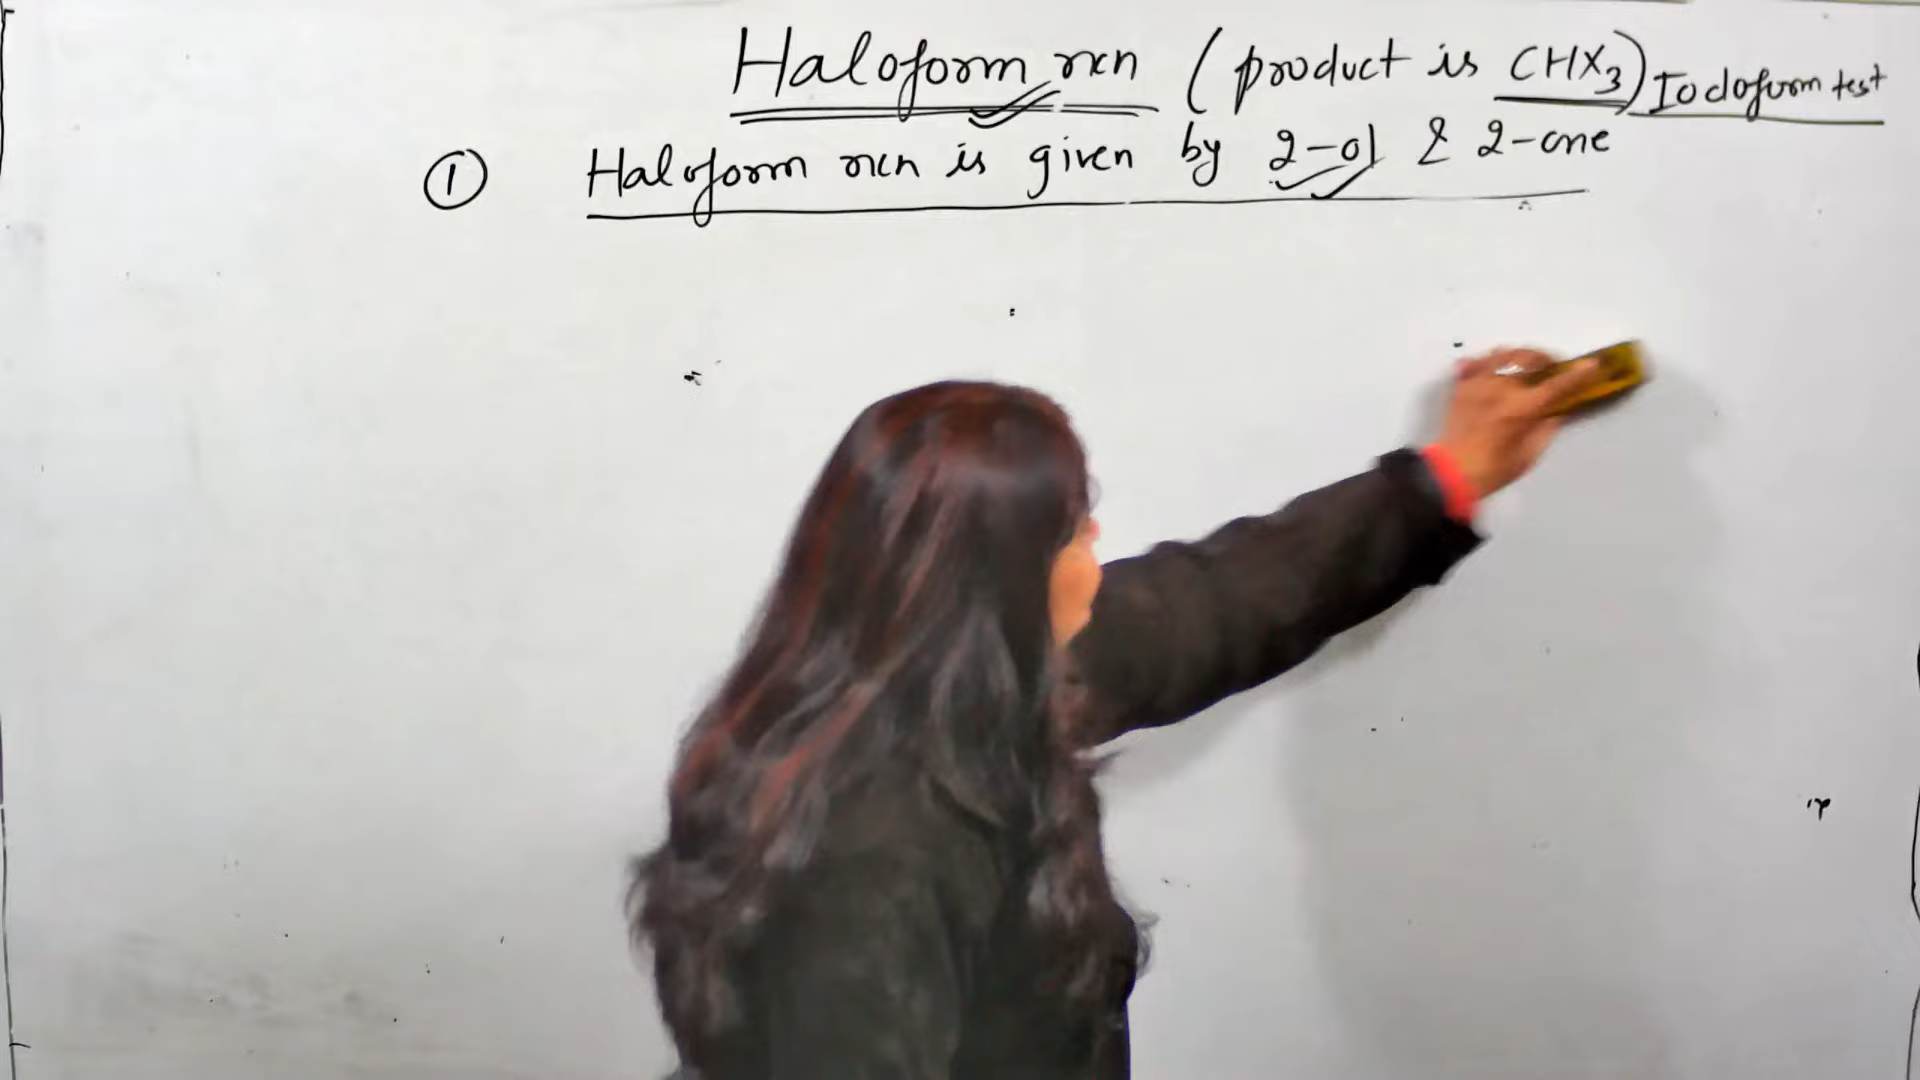 Haloform rxn (product is CHX₃) Iodoform test
① Haloform rxn is given by 2-ol & 2-one